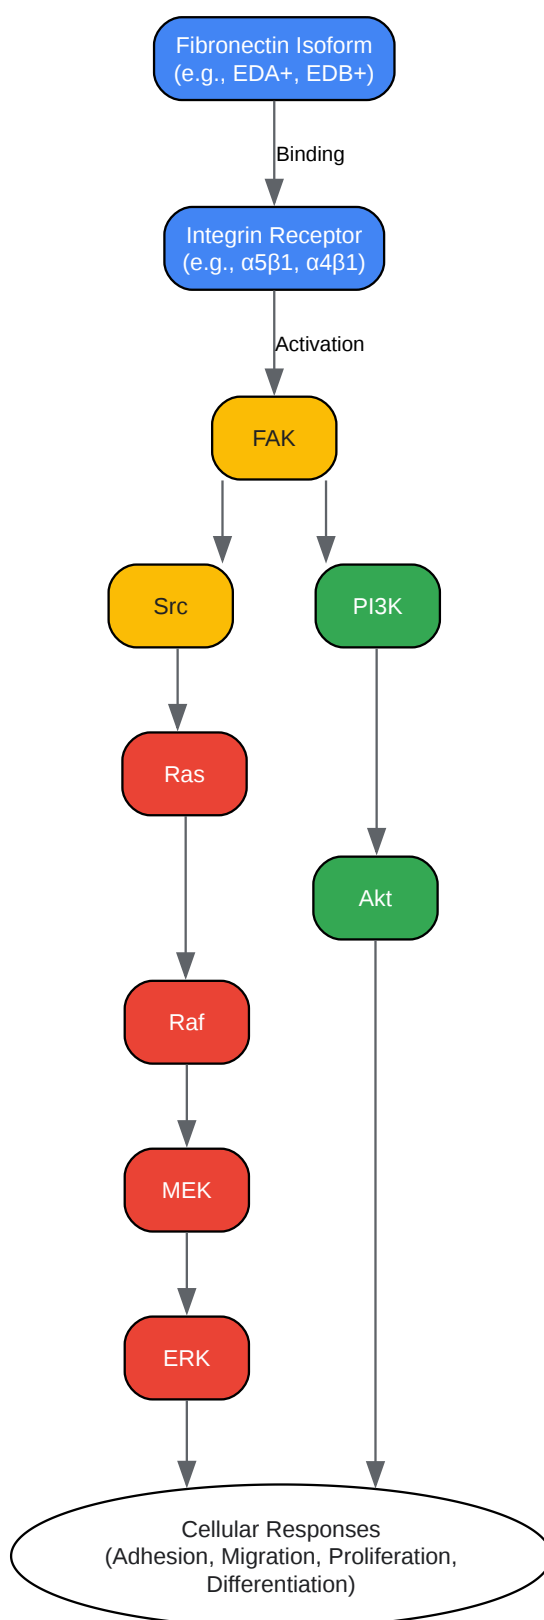 Fibronectin Isoform
(e.g., EDA+, EDB+)
Binding
Integrin Receptor
(e.g., α5β1, α4β1)
Activation
FAK
Src
PI3K
Ras
Akt
Raf
MEK
ERK
Cellular Responses
(Adhesion, Migration, Proliferation,
Differentiation)